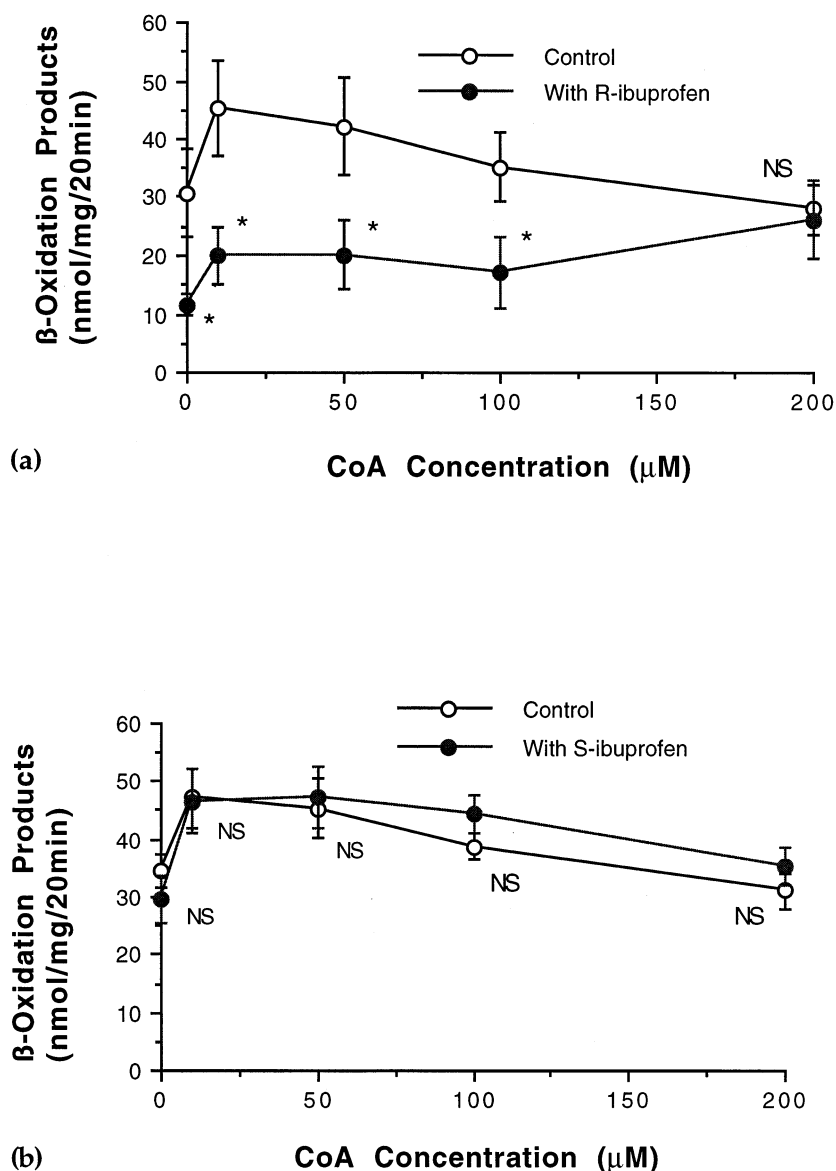 60
50
40
30
20
10
0
ß-Oxidation Products
(nmol/mg/20min)
Control
With R-ibuprofen
NS
*
*
*
*
0 50 100 150 200
(a)
CoA Concentration (μM)
60
50
40
30
20
10
0
ß-Oxidation Products
(nmol/mg/20min)
Control
With S-ibuprofen
NS
NS
NS
NS
NS
0 50 100 150 200
(b)
CoA Concentration (μM)